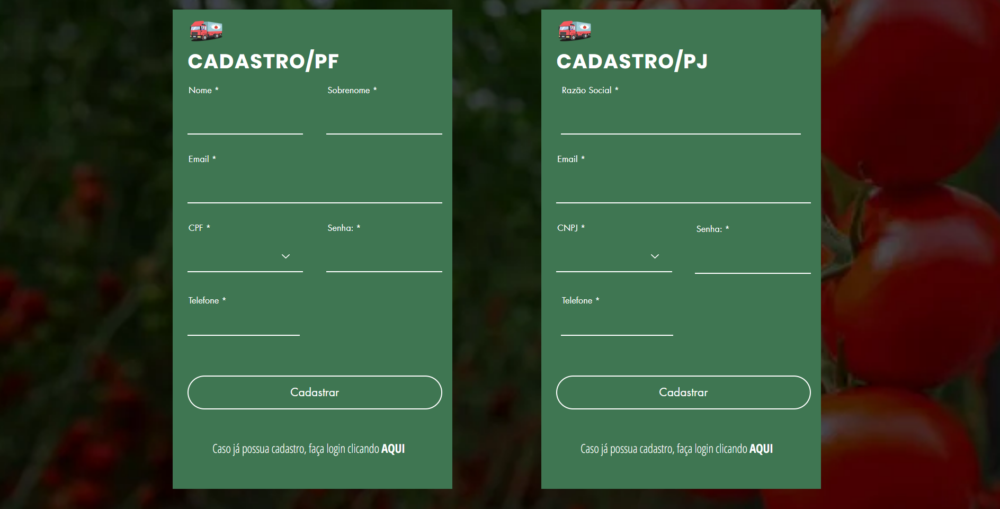 CADASTRO/PF
Nome *
Sobrenome *
Email *
CPF *
Senha: *
Telefone *
Cadastrar
Caso já possua cadastro, faça login clicando AQUI
CADASTRO/PJ
Razão Social *
Email *
CNPJ *
Senha: *
Telefone *
Cadastrar
Caso já possua cadastro, faça login clicando AQUI